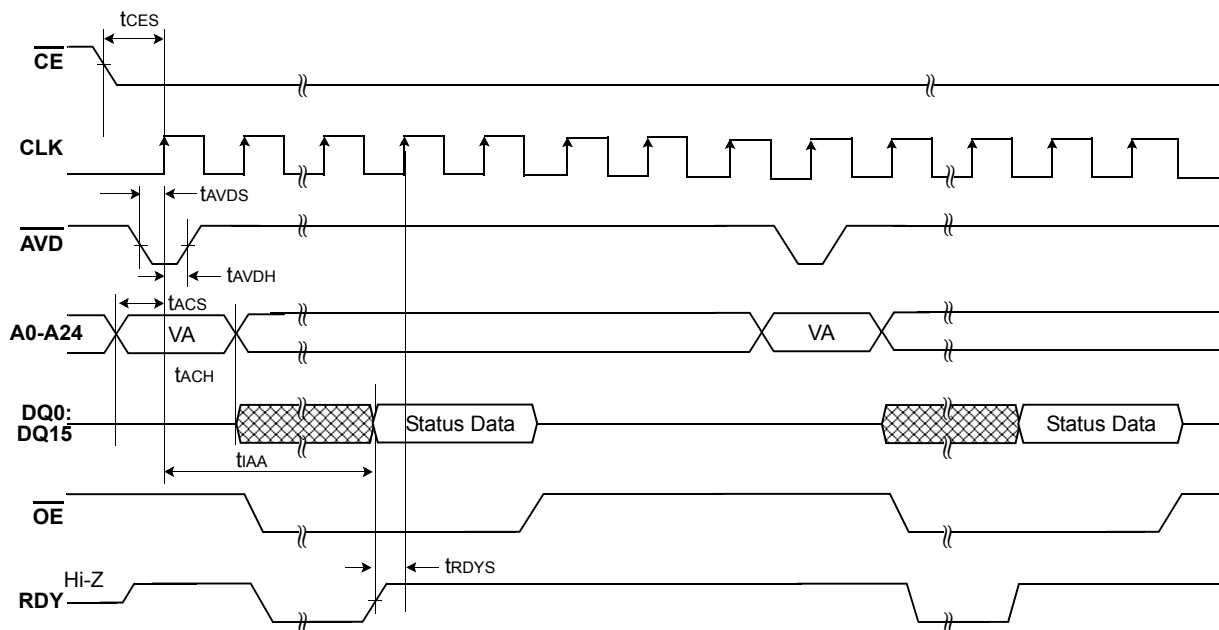 tCES
CE
CLK
tAVDS
AVD
tAVDH
tACS
A0-A24
VA
VA
tACH
DQ0:
DQ15
Status Data
Status Data
tIAA
OE
Hi-Z
tRDYS
RDY